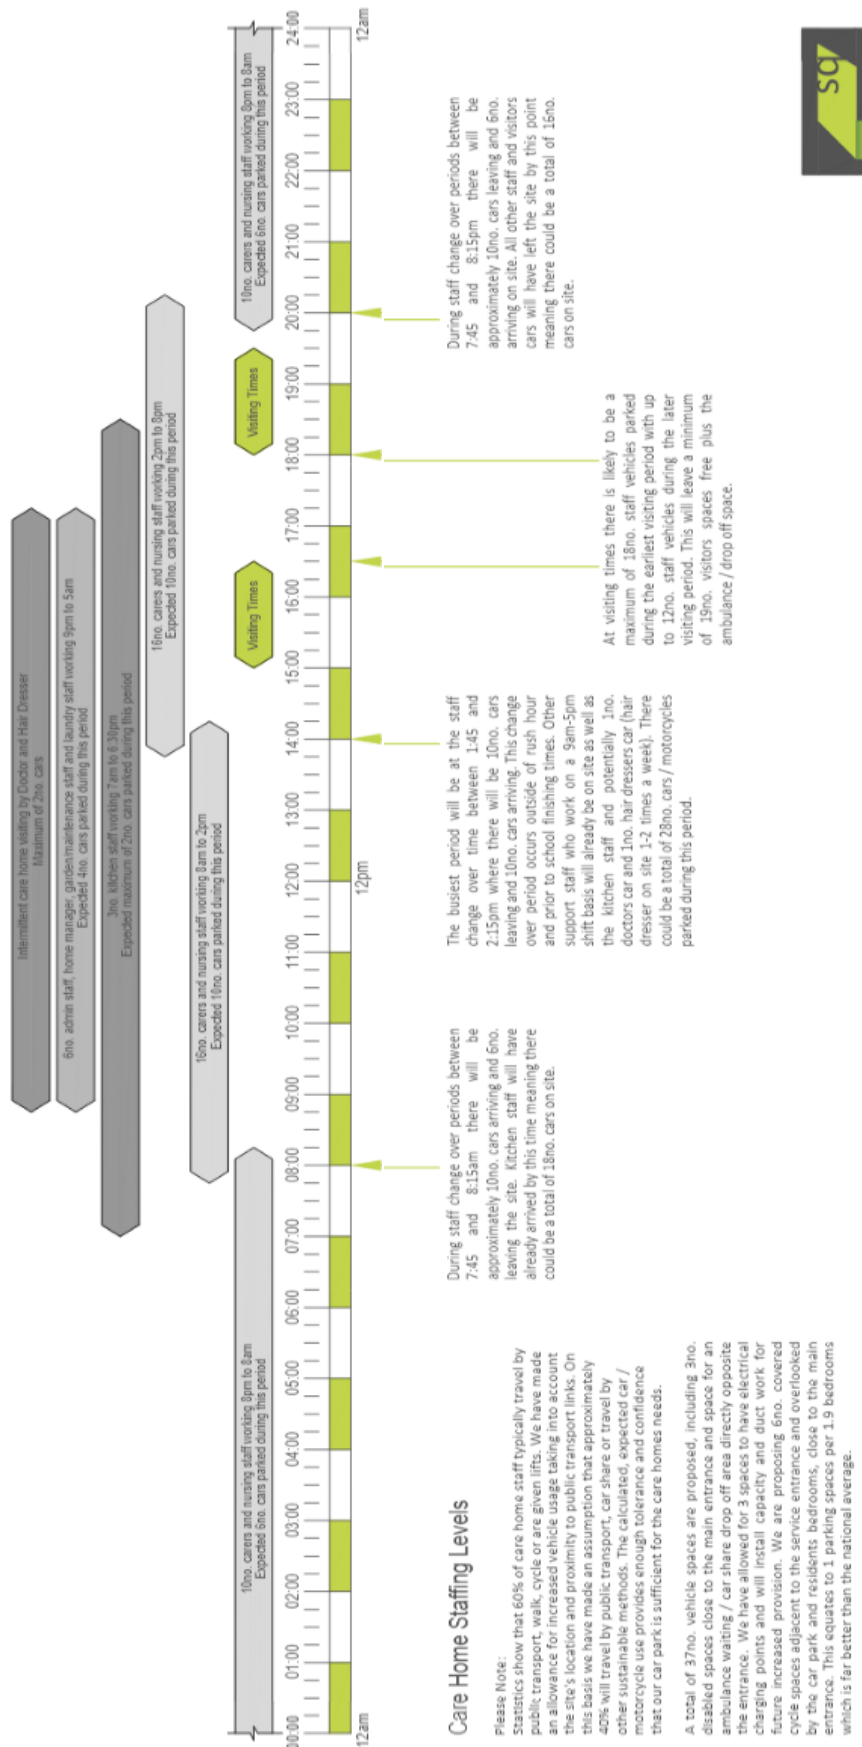 Intermittent care home visiting by Doctor and Hair Dresser
Maximum of 2no. cars
6no. admin staff, home manager, garden/maintenance staff and laundry staff working 9pm to 5am
Expected 4no. cars parked during this period
3no. kitchen staff working 7am to 6:30pm
Expected maximum of 2no. cars parked during this period
16no. carers and nursing staff working 2pm to 8pm
Expected 10no. cars parked during this period
16no. carers and nursing staff working 8am to 2pm
Expected 10no. cars parked during this period
10no. carers and nursing staff working 8pm to 8am
Expected 6no. cars parked during this period
Visiting Times
Visiting Times
10no. carers and nursing staff working 8pm to 8am
Expected 6no. cars parked during this period
00:00
01:00
02:00
03:00
04:00
05:00
06:00
07:00
08:00
09:00
10:00
11:00
12:00
13:00
14:00
15:00
16:00
17:00
18:00
19:00
20:00
21:00
22:00
23:00
24:00
12am
12pm
12am
Care Home Staffing Levels
Please Note:
Statistics show that 60% of care home staff typically travel by
public transport, walk, cycle or are given lifts. We have made
an allowance for increased vehicle usage taking into account
the site's location and proximity to public transport links. On
this basis we have made an assumption that approximately
40% will travel by public transport, car share or travel by
other sustainable methods. The calculated, expected car /
motorcycle use provides enough tolerance and confidence
that our car park is sufficient for the care homes needs.
A total of 37no. vehicle spaces are proposed, including 3no.
disabled spaces close to the main entrance and space for an
ambulance waiting / car share drop off area directly opposite
the entrance. We have allowed for 3 spaces to have electrical
charging points and will install capacity and duct work for
future increased provision. We are proposing 6no. covered
cycle spaces adjacent to the service entrance and overlooked
by the car park and residents bedrooms, close to the main
entrance. This equates to 1 parking spaces per 1.9 bedrooms
which is far better than the national average.
During staff change over periods between
7:45 and 8:15am there will be
approximately 10no. cars arriving and 6no.
leaving the site. Kitchen staff will have
already arrived by this time meaning there
could be a total of 18no. cars on site.
The busiest period will be at the staff
change over time between 1:45 and
2:15pm where there will be 10no. cars
leaving and 10no. cars arriving. This change
over period occurs outside of rush hour
and prior to school finishing times. Other
support staff who work on a 9am-5pm
shift basis will already be on site as well as
the kitchen staff and potentially 1no.
doctors car and 1no. hair dressers car (hair
dresser on site 1-2 times a week). There
could be a total of 28no. cars / motorcycles
parked during this period.
At visiting times there is likely to be a
maximum of 18no. staff vehicles parked
during the earliest visiting period with up
to 12no. staff vehicles during the later
visiting period. This will leave a minimum
of 19no. visitors spaces free plus the
ambulance / drop off space.
During staff change over periods between
7:45 and 8:15pm there will be
approximately 10no. cars leaving and 6no.
arriving on site. All other staff and visitors
cars will have left the site by this point
meaning there could be a total of 16no.
cars on site.
sq